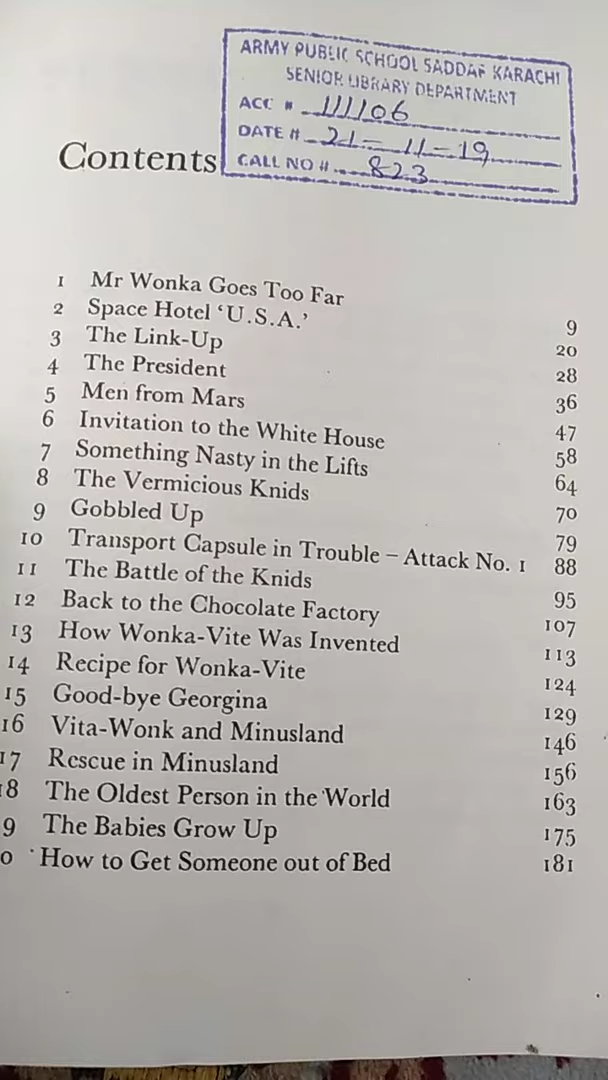 ARMY PUBLIC SCHOOL SADDAR KARACHI
SENIOR LIBRARY DEPARTMENT
ACC # 111106
DATE # 21-11-19
CALL NO # 823
Contents
1 Mr Wonka Goes Too Far 9
2 Space Hotel ‘U.S.A.’ 20
3 The Link-Up 28
4 The President 36
5 Men from Mars 47
6 Invitation to the White House 58
7 Something Nasty in the Lifts 64
8 The Vermicious Knids 70
9 Gobbled Up 79
10 Transport Capsule in Trouble – Attack No. 1 88
11 The Battle of the Knids 95
12 Back to the Chocolate Factory 107
13 How Wonka-Vite Was Invented 113
14 Recipe for Wonka-Vite 124
15 Good-bye Georgina 129
16 Vita-Wonk and Minusland 146
17 Rescue in Minusland 156
18 The Oldest Person in the World 163
9 The Babies Grow Up 175
0 How to Get Someone out of Bed 181